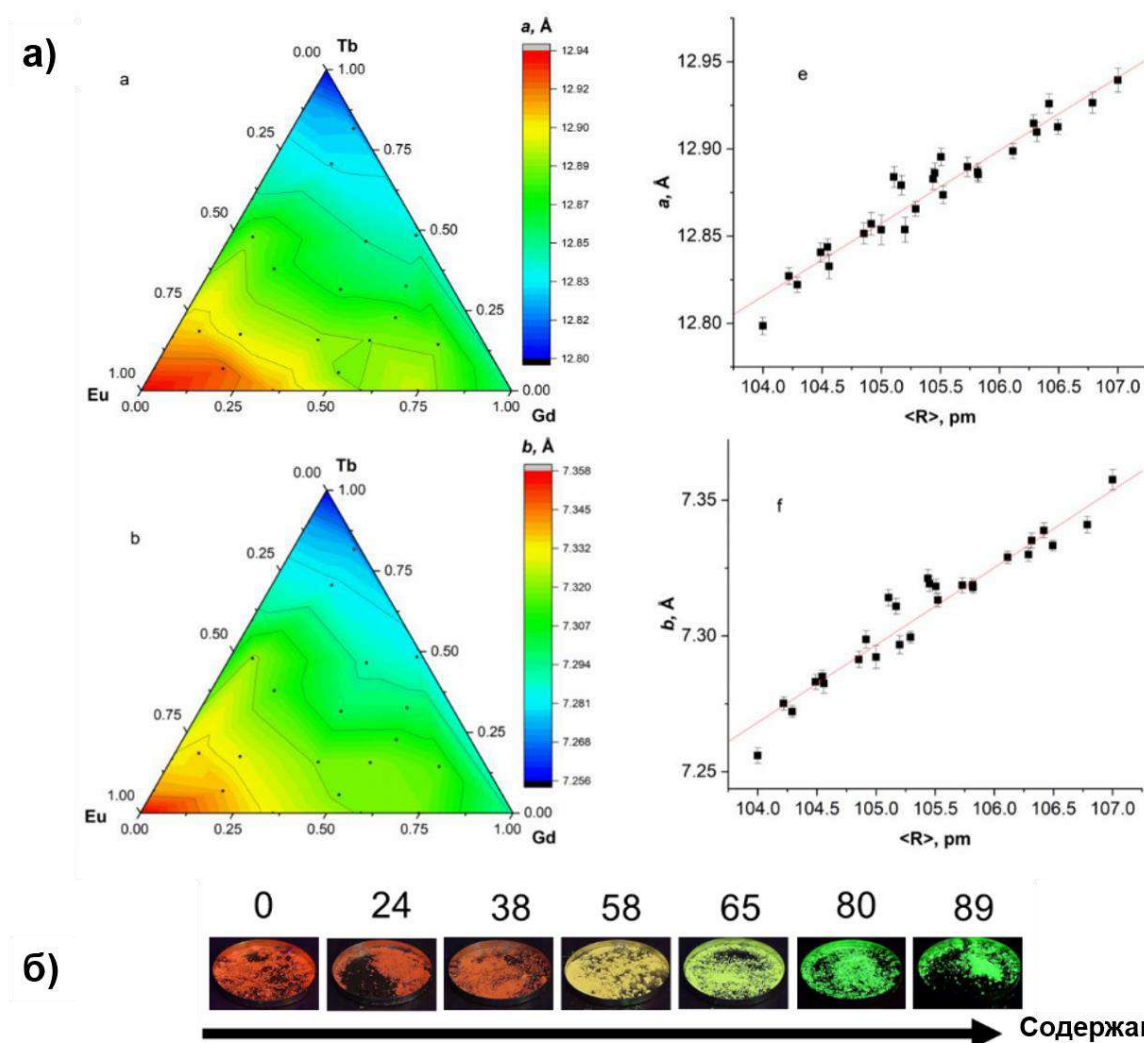 а)
a
Tb
0.00
1.00
0.25
0.75
0.50
0.50
0.75
0.25
1.00
0.00
Eu
0.00 0.25 0.50 0.75 1.00
Gd
a, Å
12.94
12.92
12.90
12.89
12.87
12.85
12.83
12.82
12.80
e
a, Å
12.95
12.90
12.85
12.80
104.0 104.5 105.0 105.5 106.0 106.5 107.0
<R>, pm
b
Tb
0.00
1.00
0.25
0.75
0.50
0.50
0.75
0.25
1.00
0.00
Eu
0.00 0.25 0.50 0.75 1.00
Gd
b, Å
7.358
7.345
7.332
7.320
7.307
7.294
7.281
7.268
7.256
f
b, Å
7.35
7.30
7.25
104.0 104.5 105.0 105.5 106.0 106.5 107.0
<R>, pm
б)
0 24 38 58 65 80 89